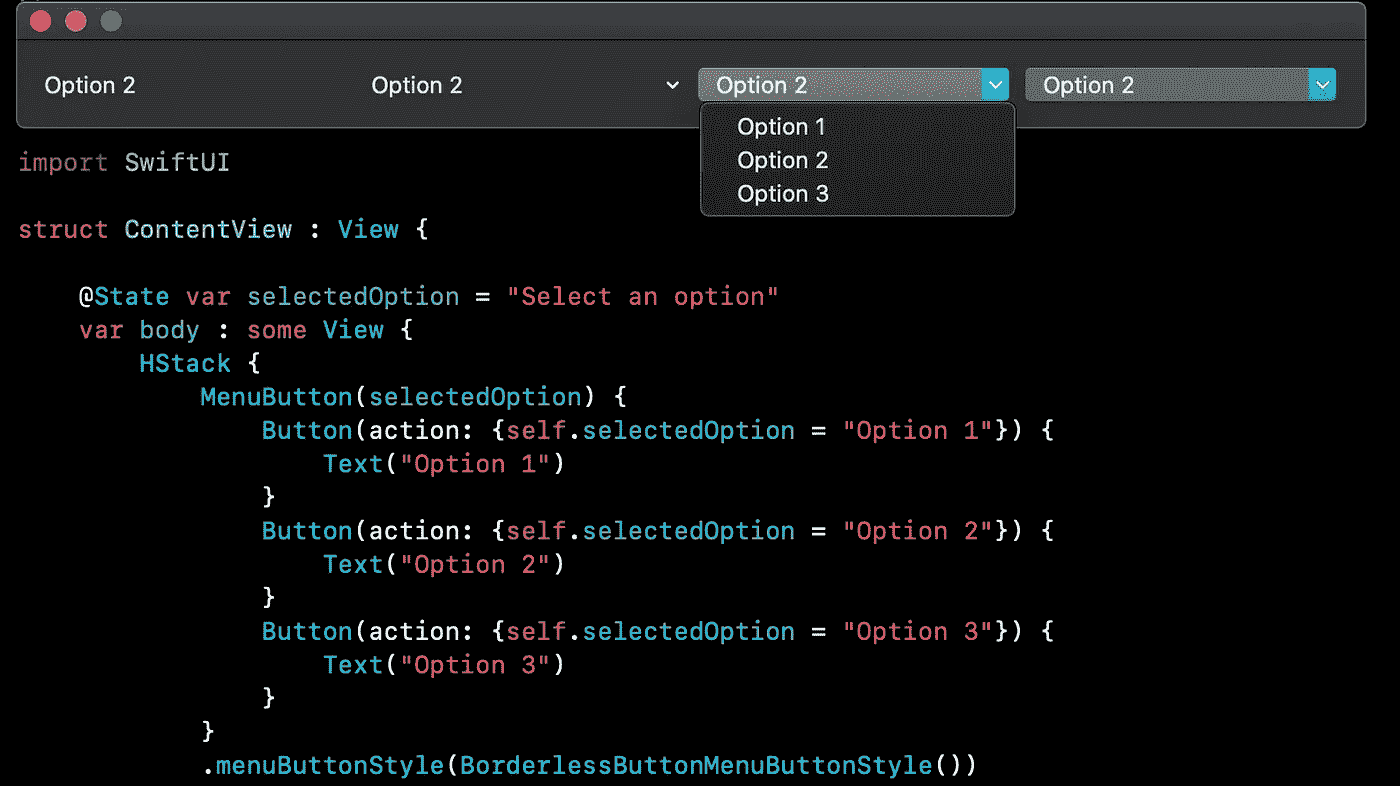 Option 2 Option 2 Option 2 Option 2
Option 1
Option 2
Option 3
import SwiftUI
struct ContentView : View {
@State var selectedOption = "Select an option"
var body : some View {
HStack {
MenuButton(selectedOption) {
Button(action: {self.selectedOption = "Option 1"}) {
Text("Option 1")
}
Button(action: {self.selectedOption = "Option 2"}) {
Text("Option 2")
}
Button(action: {self.selectedOption = "Option 3"}) {
Text("Option 3")
}
}
.menuButtonStyle(BorderlessButtonMenuButtonStyle())